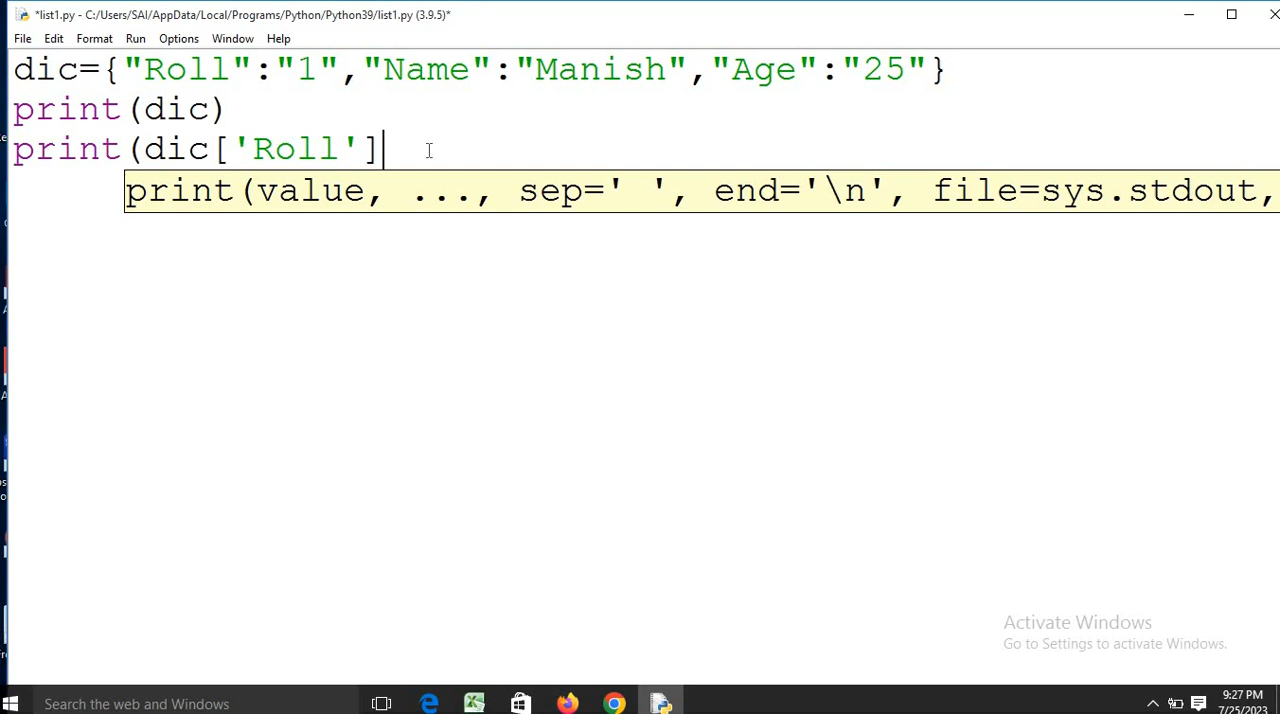 *list1.py - C:/Users/SAI/AppData/Local/Programs/Python/Python39/list1.py (3.9.5)*
File Edit Format Run Options Window Help
dic={"Roll":"1","Name":"Manish","Age":"25"}
print(dic)
print(dic['Roll']
print(value, ..., sep=' ', end='\n', file=sys.stdout,
Activate Windows
Go to Settings to activate Windows.
Search the web and Windows
9:27 PM
7/25/2023